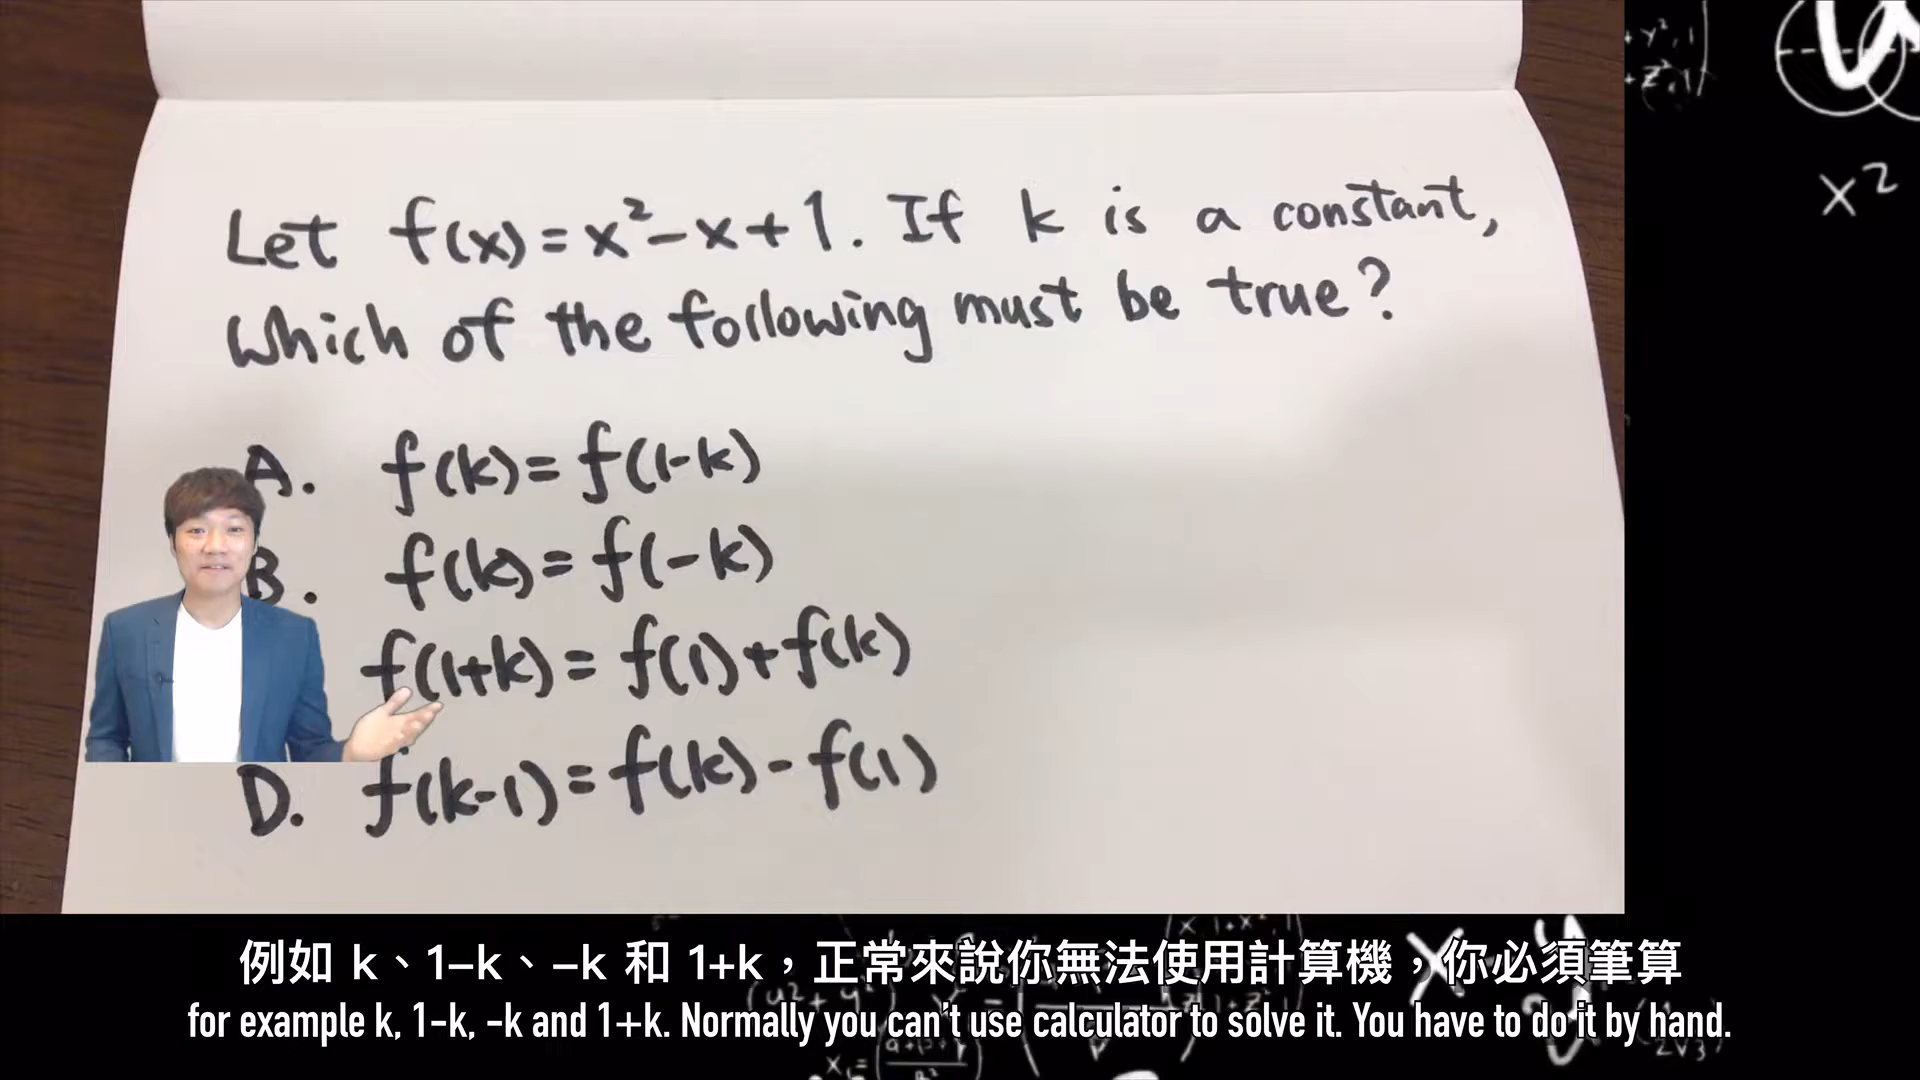 Let f(x)=x²-x+1. If k is a constant,
Which of the following must be true?
A. f(k)=f(1-k)
B. f(k)=f(-k)
f(1+k)=f(1)+f(k)
D. f(k-1)=f(k)-f(1)
x²
例如 k、1–k、–k 和 1+k，正常來說你無法使用計算機，你必須筆算
for example k, 1-k, -k and 1+k. Normally you can't use calculator to solve it. You have to do it by hand.